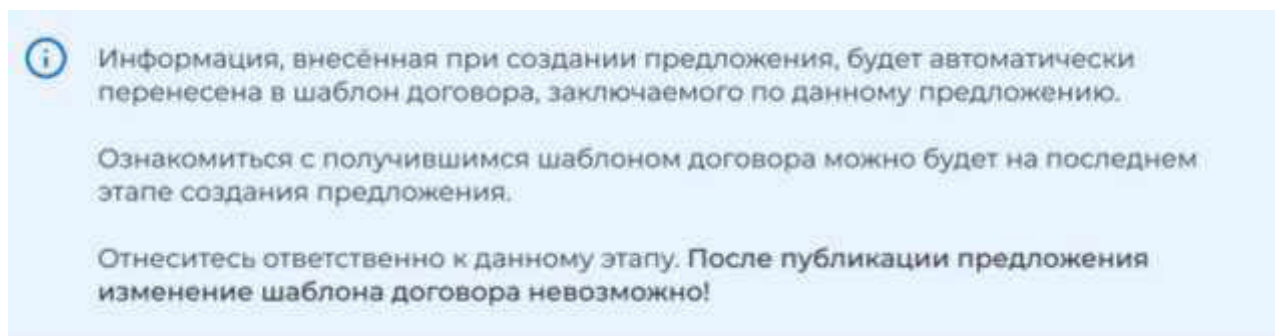 Информация, внесённая при создании предложения, будет автоматически
перенесена в шаблон договора, заключаемого по данному предложению.
Ознакомиться с получившимся шаблоном договора можно будет на последнем
этапе создания предложения.
Отнеситесь ответственно к данному этапу. После публикации предложения
изменение шаблона договора невозможно!